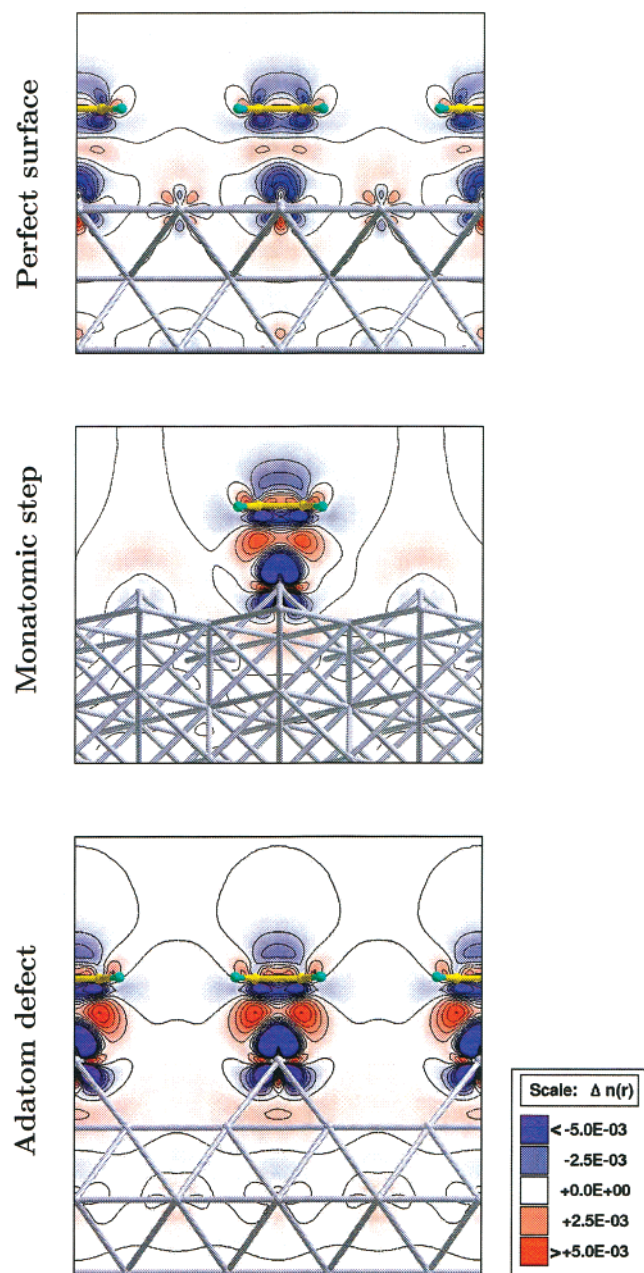 Perfect surface
Monatomic step
Adatom defect
Scale: Δ n(r)
< -5.0E-03
-2.5E-03
+0.0E+00
+2.5E-03
>+5.0E-03